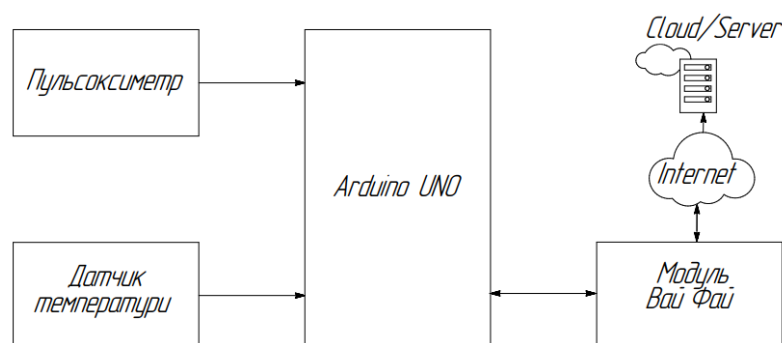 Cloud/Server
Пульсоксиметр
Arduino UNO
Internet
Датчик
температури
Модуль
Вай Фай